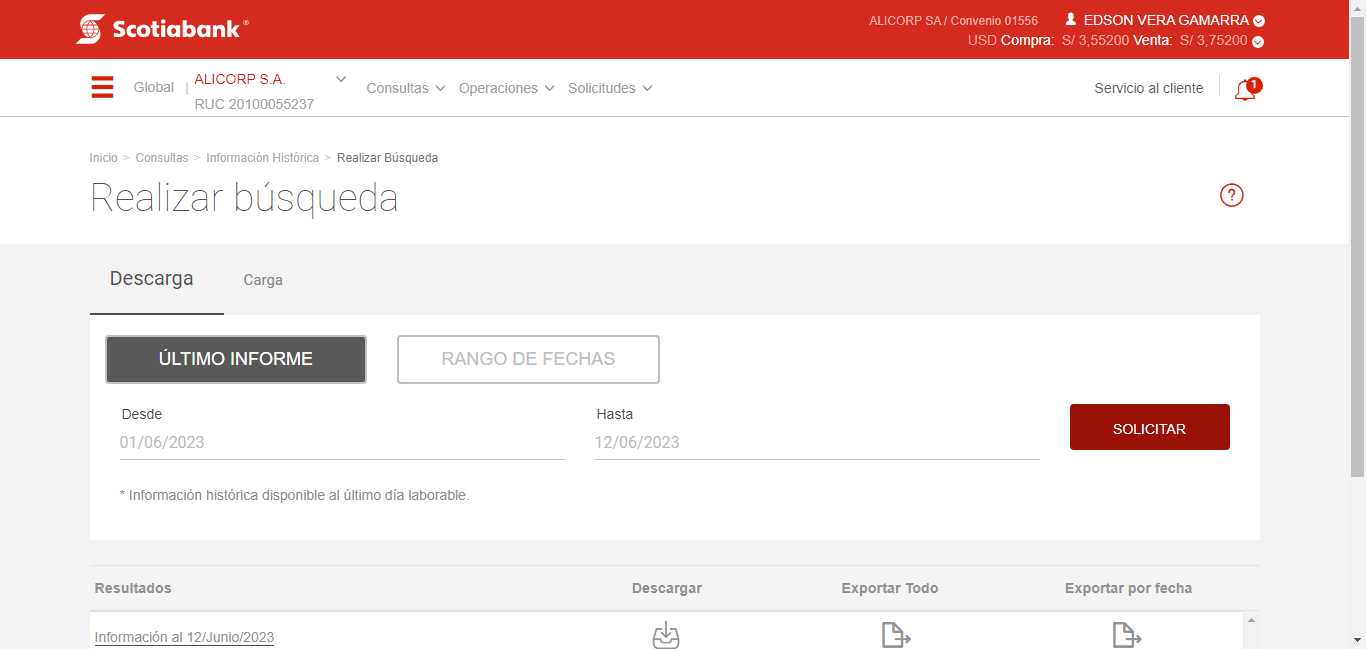 Scotiabank®
ALICORP SA / Convenio 01556 EDSON VERA GAMARRA
USD Compra: S/ 3,55200 Venta: S/ 3,75200
Global | ALICORP S.A.
RUC 20100055237
Consultas Operaciones Solicitudes
Servicio al cliente
1
Inicio > Consultas > Información Histórica > Realizar Búsqueda
Realizar búsqueda
?
Descarga Carga
ÚLTIMO INFORME RANGO DE FECHAS
Desde Hasta
01/06/2023 12/06/2023
SOLICITAR
* Información histórica disponible al último día laborable.
Resultados Descargar Exportar Todo Exportar por fecha
Información al 12/Junio/2023